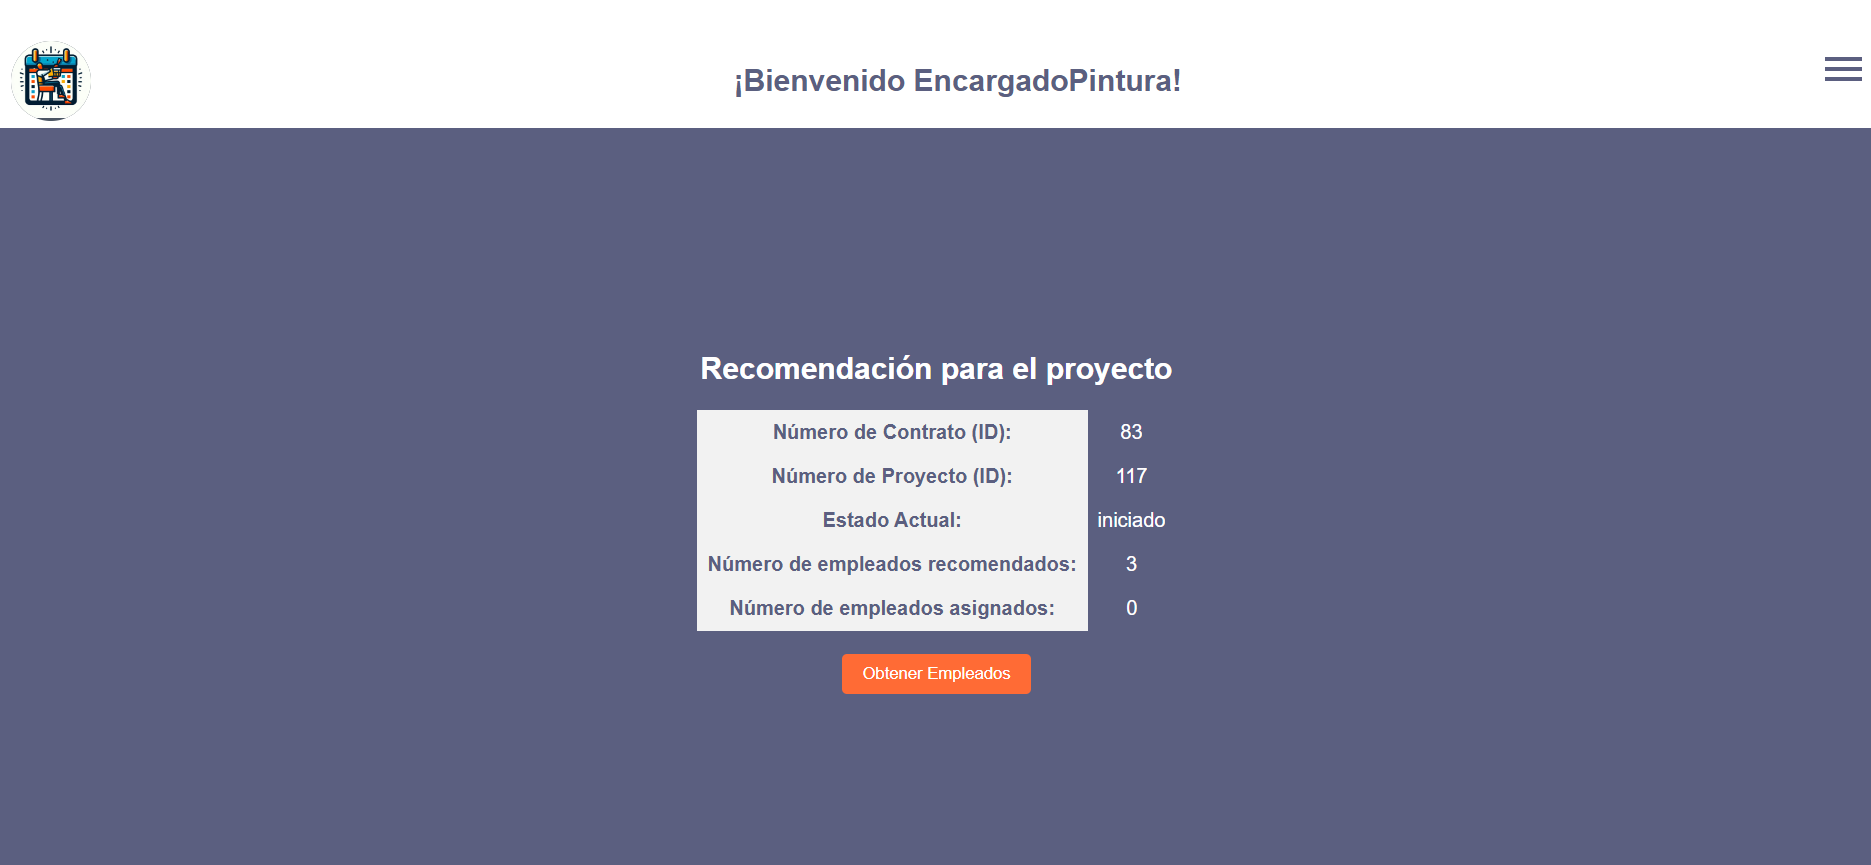 ¡Bienvenido EncargadoPintura!
Recomendación para el proyecto
Número de Contrato (ID): 83
Número de Proyecto (ID): 117
Estado Actual: iniciado
Número de empleados recomendados: 3
Número de empleados asignados: 0
Obtener Empleados